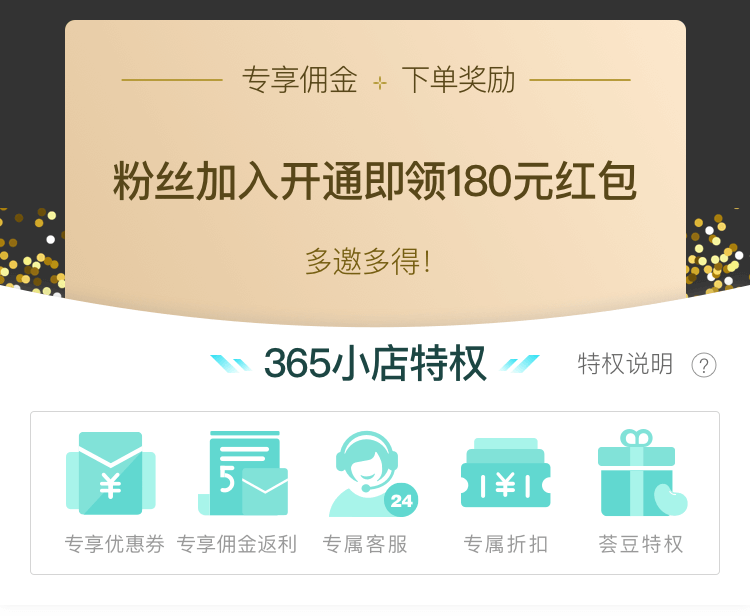 专享佣金 下单奖励
粉丝加入开通即领180元红包
多邀多得！
365小店特权 特权说明 ?
¥ 5 24 ¥
专享优惠券 专享佣金返利 专属客服 专属折扣 荟豆特权